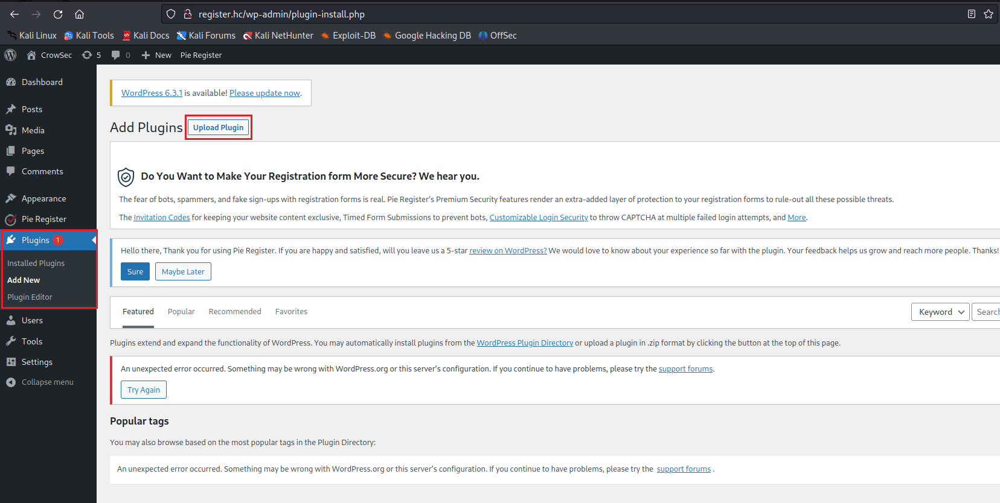 register.hc/wp-admin/plugin-install.php
Kali Linux Kali Tools Kali Docs Kali Forums Kali NetHunter Exploit-DB Google Hacking DB OffSec
CrowSec 5 0 New Pie Register
Dashboard
Posts
Media
Pages
Comments
Appearance
Pie Register
Plugins 1
Installed Plugins
Add New
Plugin Editor
Users
Tools
Settings
Collapse menu
WordPress 6.3.1 is available! Please update now.
Add Plugins Upload Plugin
Do You Want to Make Your Registration form More Secure? We hear you.
The fear of bots, spammers, and fake sign-ups with registration forms is real. Pie Register's Premium Security features render an extra-added layer of protection to your registration forms to rule-out all these possible threats.
The Invitation Codes for keeping your website content exclusive, Timed Form Submissions to prevent bots, Customizable Login Security to throw CAPTCHA at multiple failed login attempts, and More.
Hello there, Thank you for using Pie Register. If you are happy and satisfied, will you leave us a 5-star review on WordPress? We would love to know about your experience so far with the plugin. Your feedback helps us grow and reach more people. Thanks!
Sure Maybe Later
Featured Popular Recommended Favorites Keyword Search
Plugins extend and expand the functionality of WordPress. You may automatically install plugins from the WordPress Plugin Directory or upload a plugin in .zip format by clicking the button at the top of this page.
An unexpected error occurred. Something may be wrong with WordPress.org or this server's configuration. If you continue to have problems, please try the support forums.
Try Again
Popular tags
You may also browse based on the most popular tags in the Plugin Directory:
An unexpected error occurred. Something may be wrong with WordPress.org or this server's configuration. If you continue to have problems, please try the support forums .